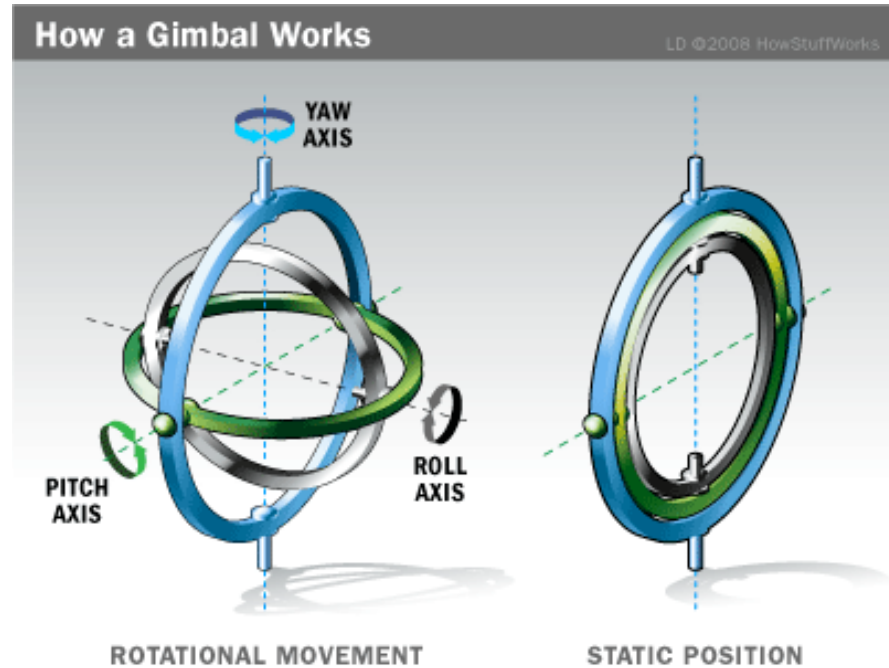 How a Gimbal Works
LD ©2008 HowStuffWorks
YAW
AXIS
PITCH
AXIS
ROLL
AXIS
ROTATIONAL MOVEMENT
STATIC POSITION